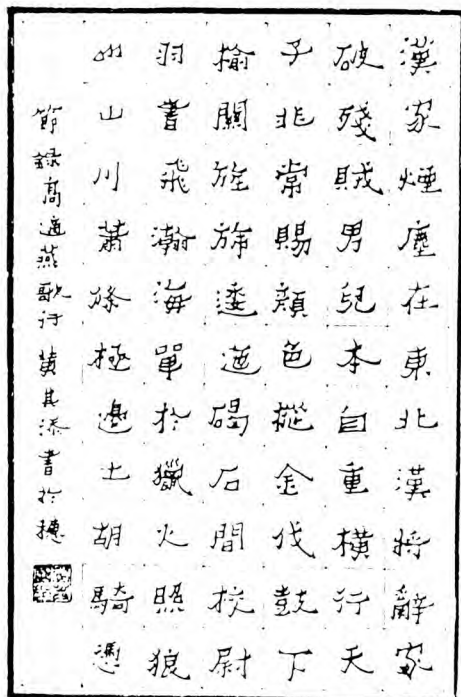 漢家煙塵在東北漢將辭家
破殘賊男兒本自重橫行天
子非常賜顏色摐金伐鼓下
榆關旌旆逶迤碣石間校尉
羽書飛瀚海單於獵火照狼
山山川蕭條極邊土胡騎憑
節錄高適燕歌行 黃其添書於穗